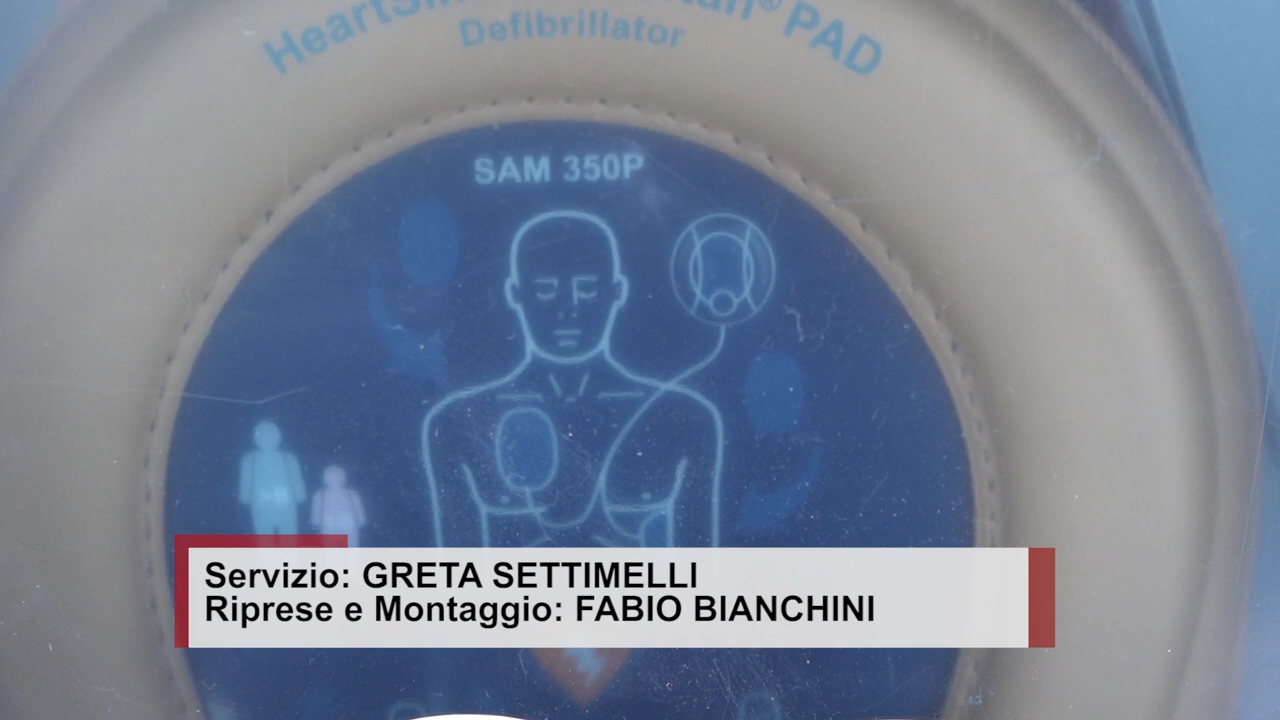 PAD
Defibrillator
SAM 350P
Servizio: GRETA SETTIMELLI
Riprese e Montaggio: FABIO BIANCHINI